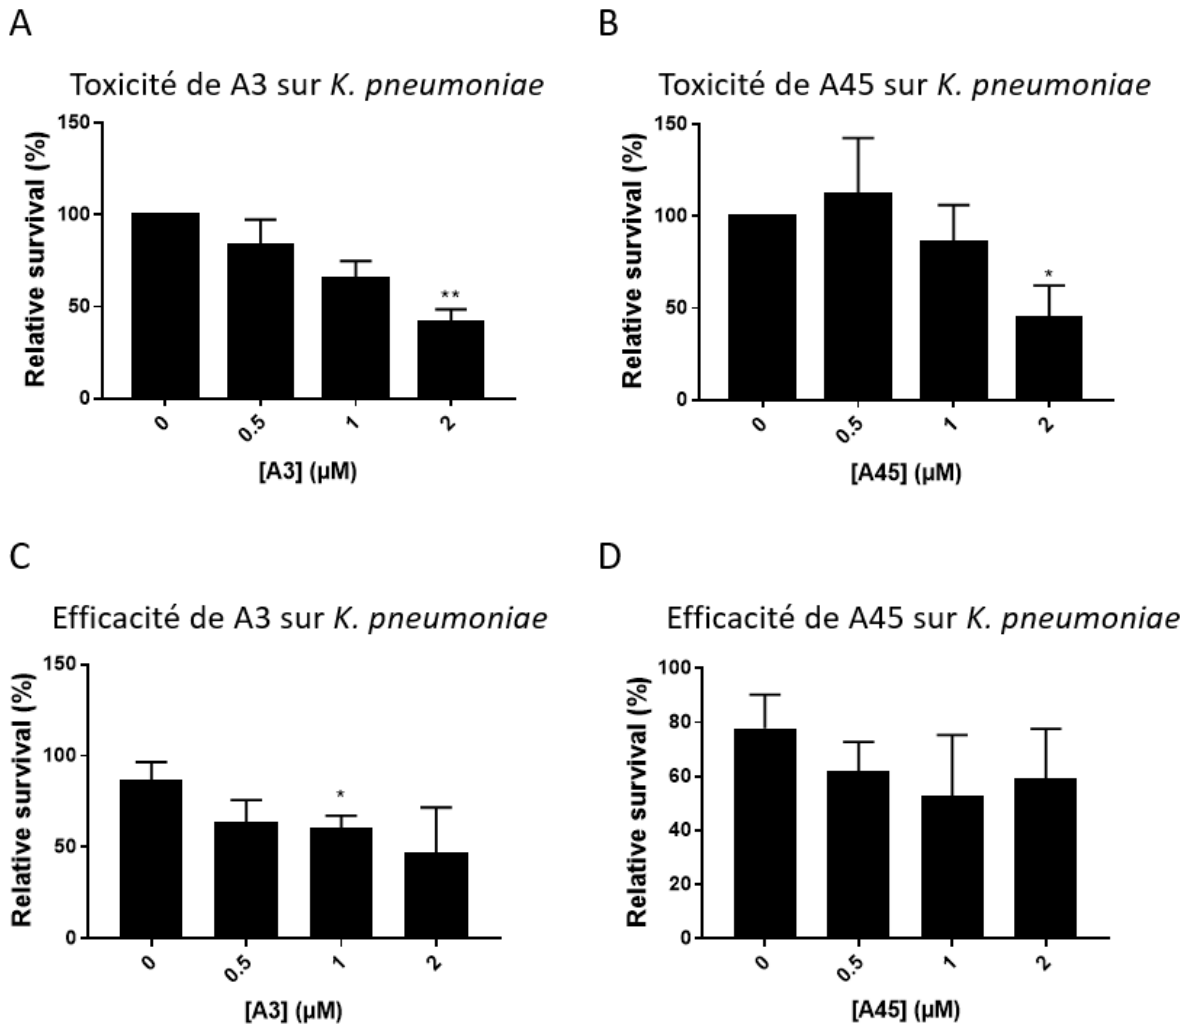 A
Toxicité de A3 sur K. pneumoniae
Relative survival (%)
150
100
50
0
**
0
0.5
1
2
[A3] (µM)
B
Toxicité de A45 sur K. pneumoniae
Relative survival (%)
150
100
50
0
*
0
0.5
1
2
[A45] (µM)
C
Efficacité de A3 sur K. pneumoniae
Relative survival (%)
150
100
50
0
*
0
0.5
1
2
[A3] (µM)
D
Efficacité de A45 sur K. pneumoniae
Relative survival (%)
100
80
60
40
20
0
0
0.5
1
2
[A45] (µM)